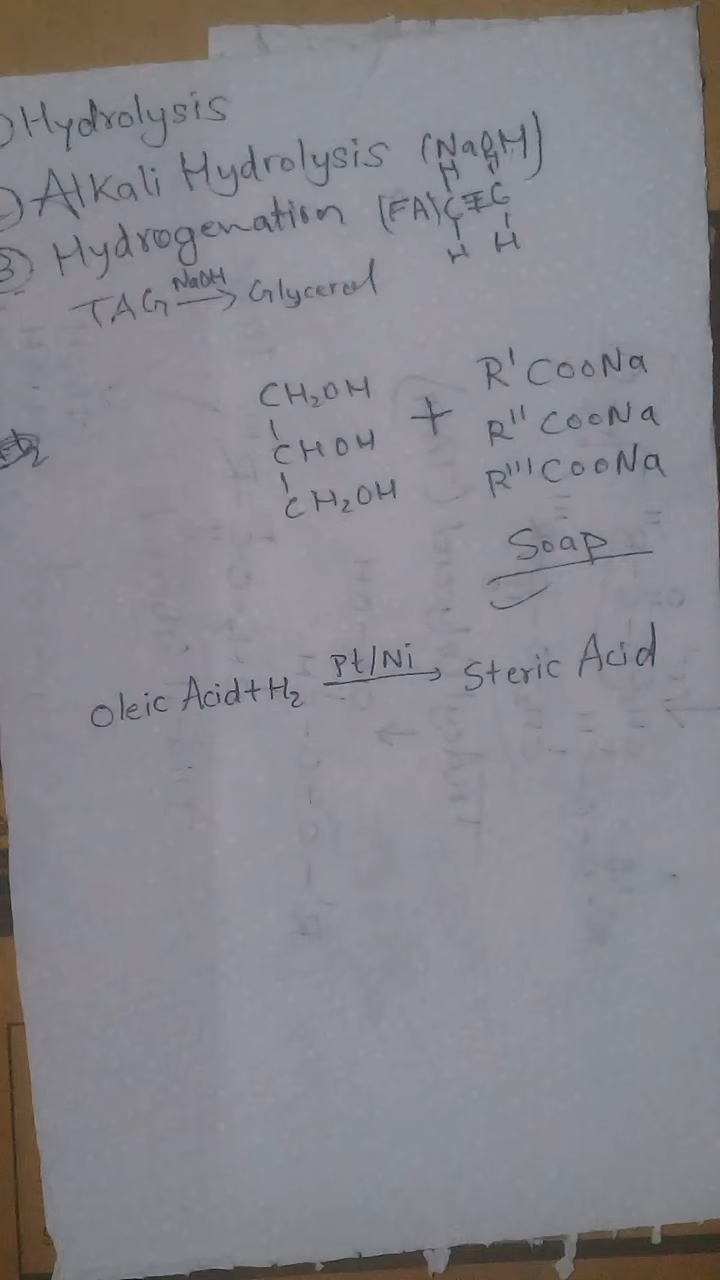 ) Hydrolysis
) Alkali Hydrolysis (NaOH)
3) Hydrogenation (FA)
H H
C=C
H H
TAG NaOH→ Glycerol
CH₂OH + R' COONa
CHOH R'' COONa
CH₂OH R''' COONa
Soap
Oleic Acid + H₂ Pt/Ni→ Steric Acid